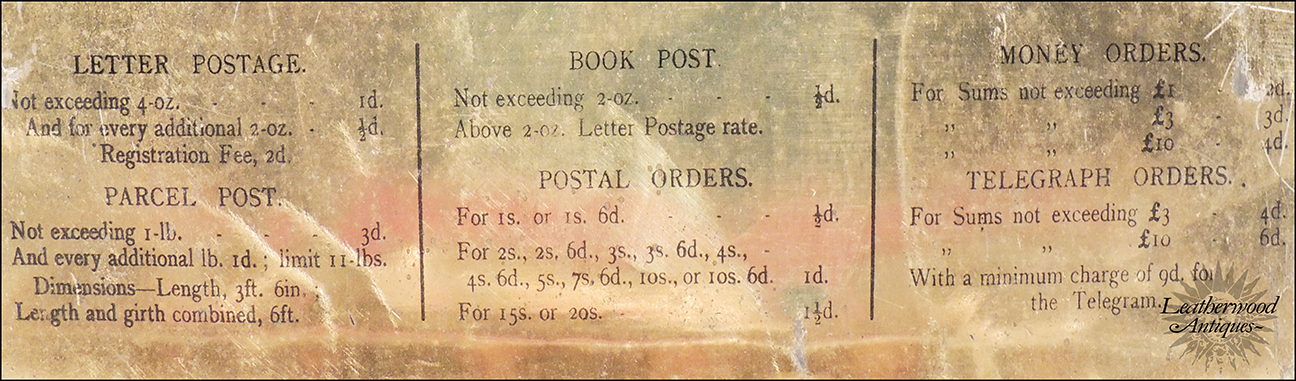 LETTER POSTAGE.
Not exceeding 4-oz. - - - 1d.
And for every additional 2-oz. - ½d.
Registration Fee, 2d.
PARCEL POST.
Not exceeding 1-lb. - - - 3d.
And every additional lb. 1d. ; limit 11-lbs.
Dimensions—Length, 3ft. 6in. ;
Length and girth combined, 6ft.
BOOK POST.
Not exceeding 2-oz. - - - ½d.
Above 2-oz. Letter Postage rate.
POSTAL ORDERS.
For 1s. or 1s. 6d. - - - ½d.
For 2s., 2s. 6d., 3s., 3s. 6d., 4s., -
4s. 6d., 5s., 7s. 6d., 10s., or 10s. 6d. 1d.
For 15s. or 20s. - - - 1½d.
MONEY ORDERS.
For Sums not exceeding £1 - 2d.
„ „ £3 - 3d.
„ „ £10 - 4d.
TELEGRAPH ORDERS.
For Sums not exceeding £3 - 4d.
„ „ £10 - 6d.
With a minimum charge of 9d. for
the Telegram.
Leatherwood
Antiques~